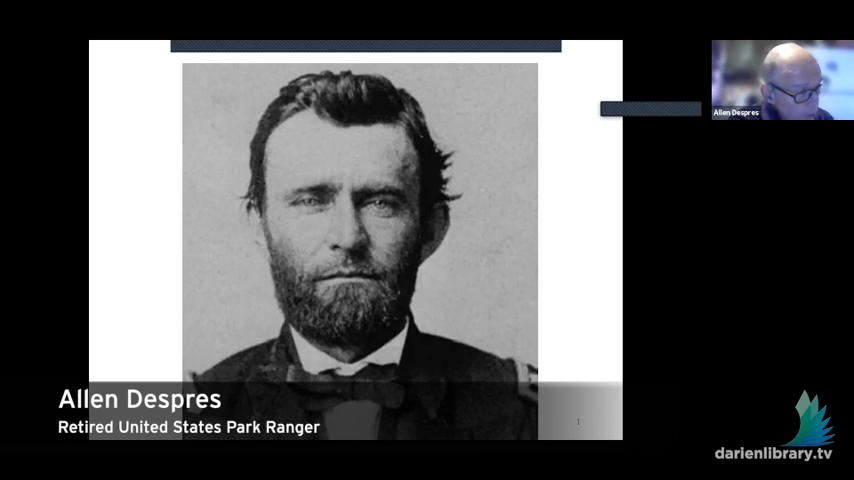 Allen Despres
Allen Despres
Retired United States Park Ranger
1
darienlibrary.tv